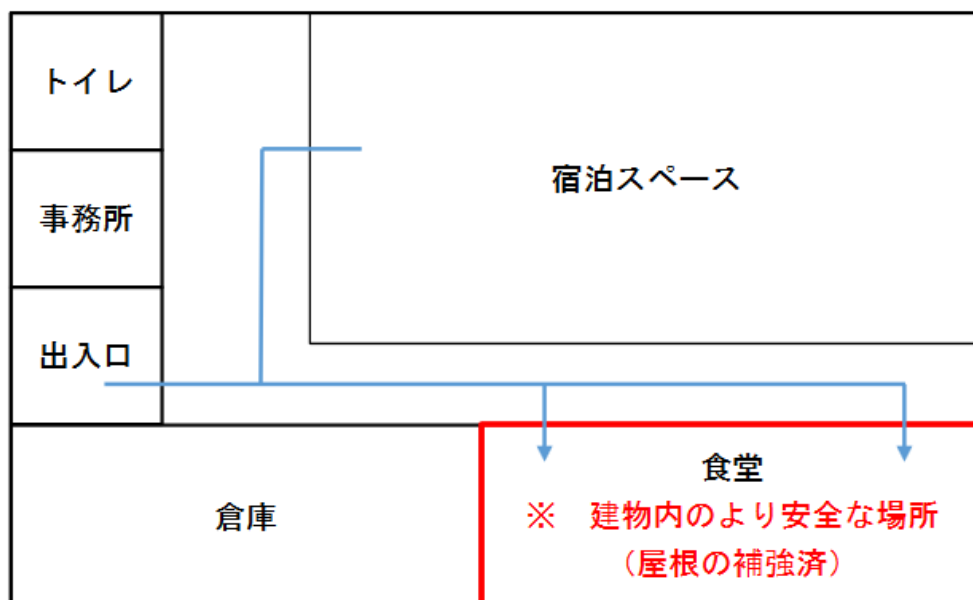 トイレ
宿泊スペース
事務所
出入口
食堂
倉庫
※　建物内のより安全な場所
（屋根の補強済）